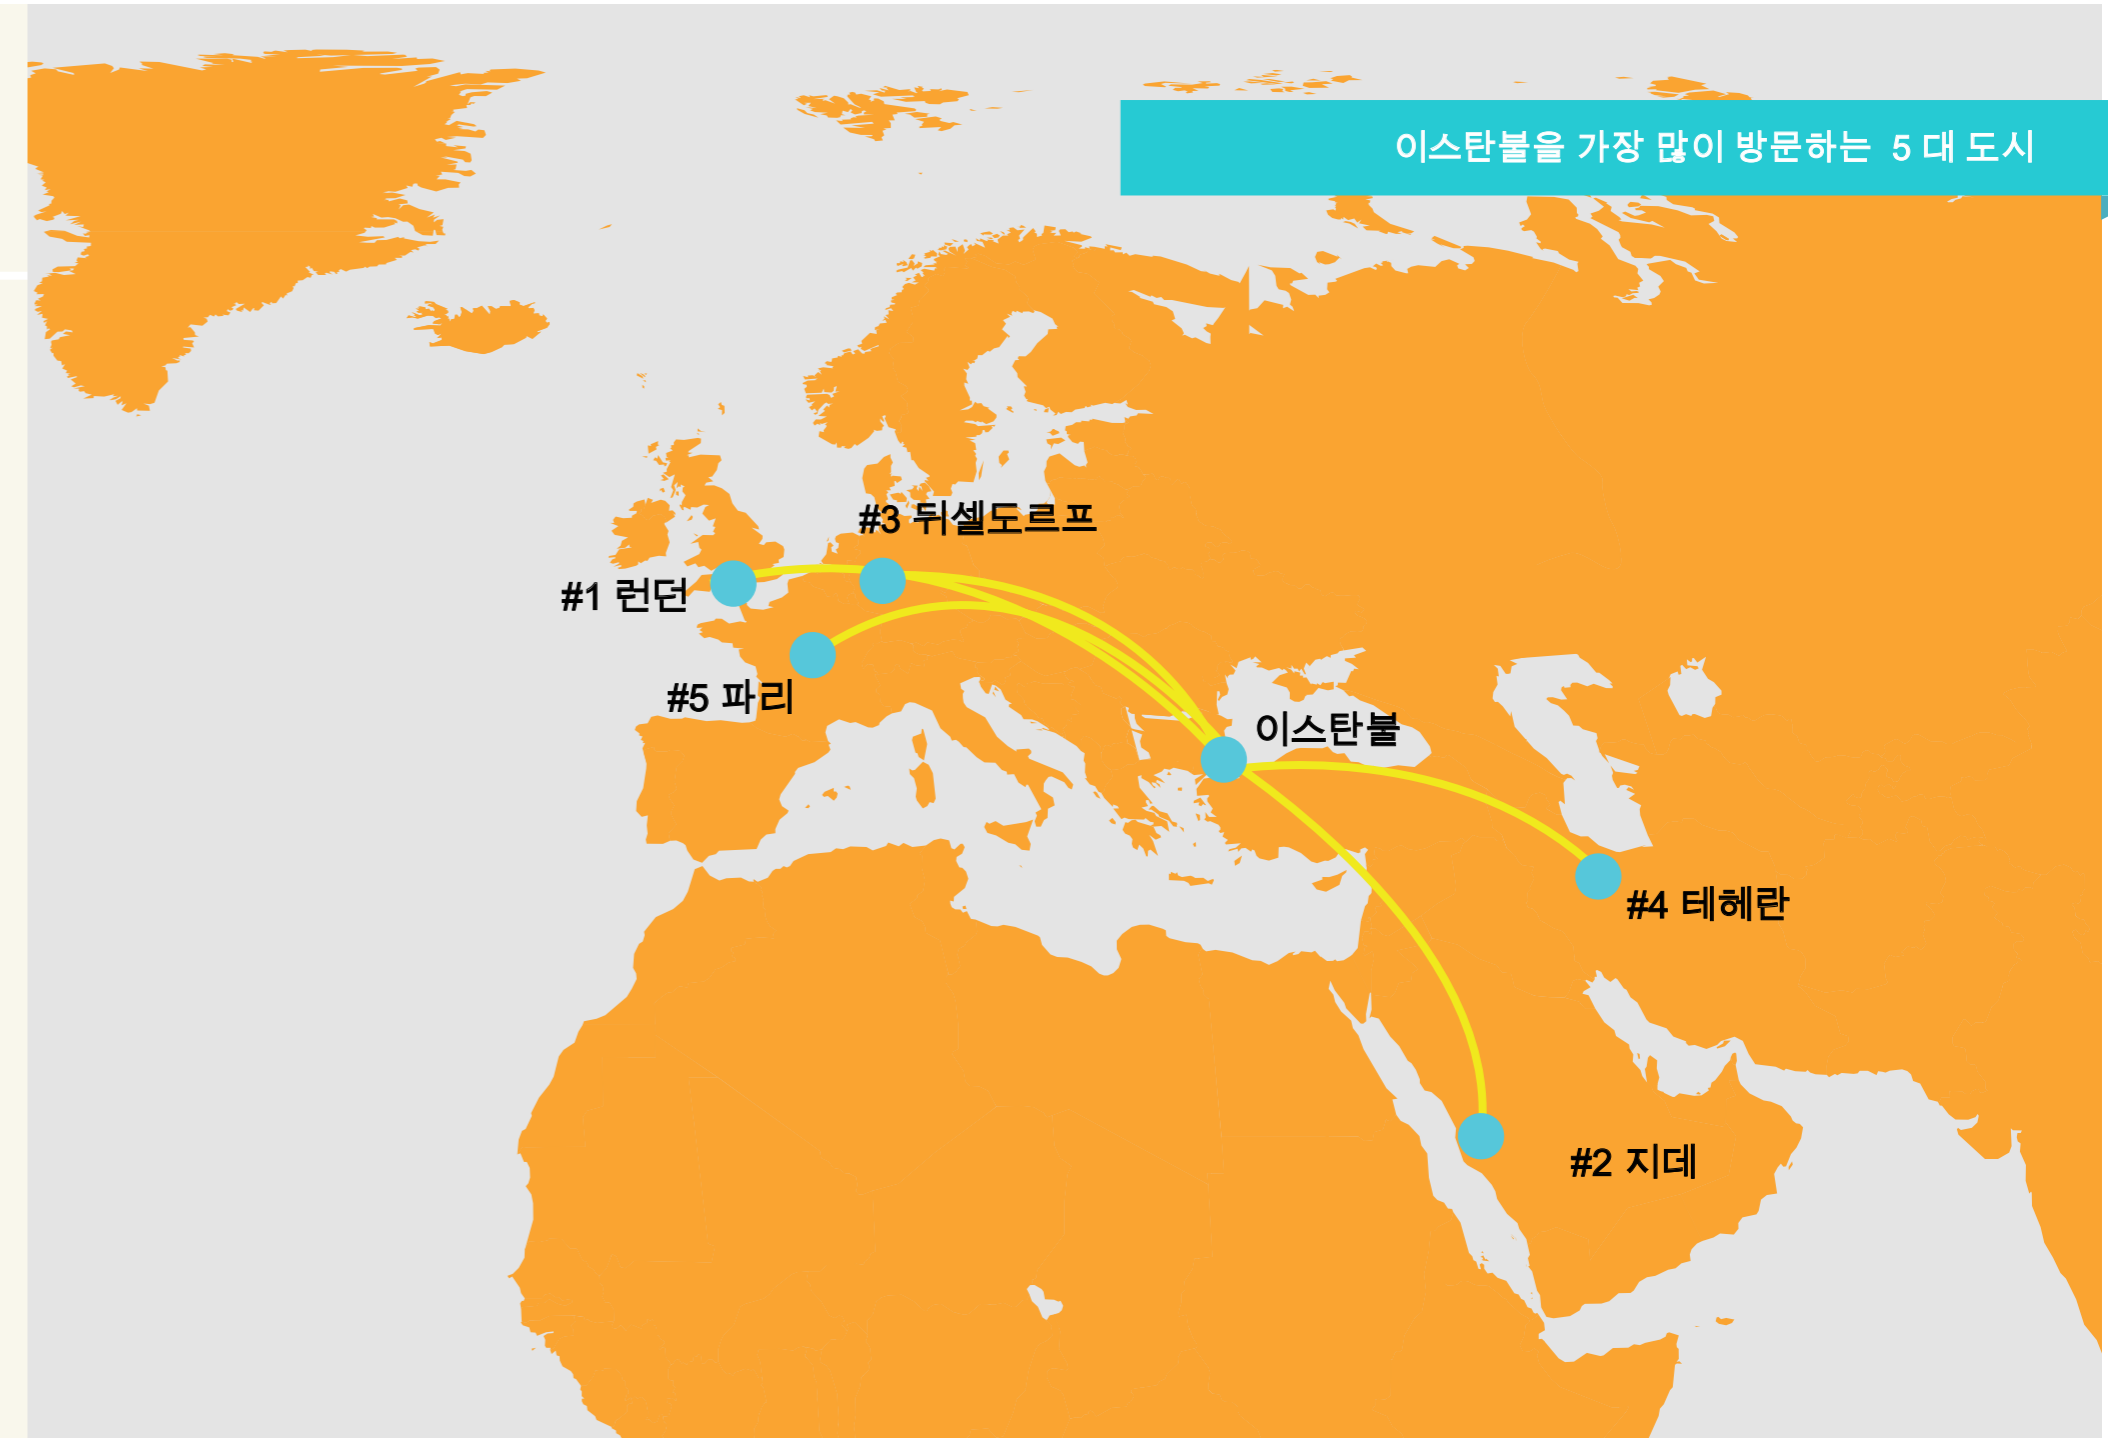 이스탄불을 가장 많이 방문하는 5 대 도시
#3 뒤셀도르프
#1 런던
#5 파리
이스탄불
#4 테헤란
#2 지데